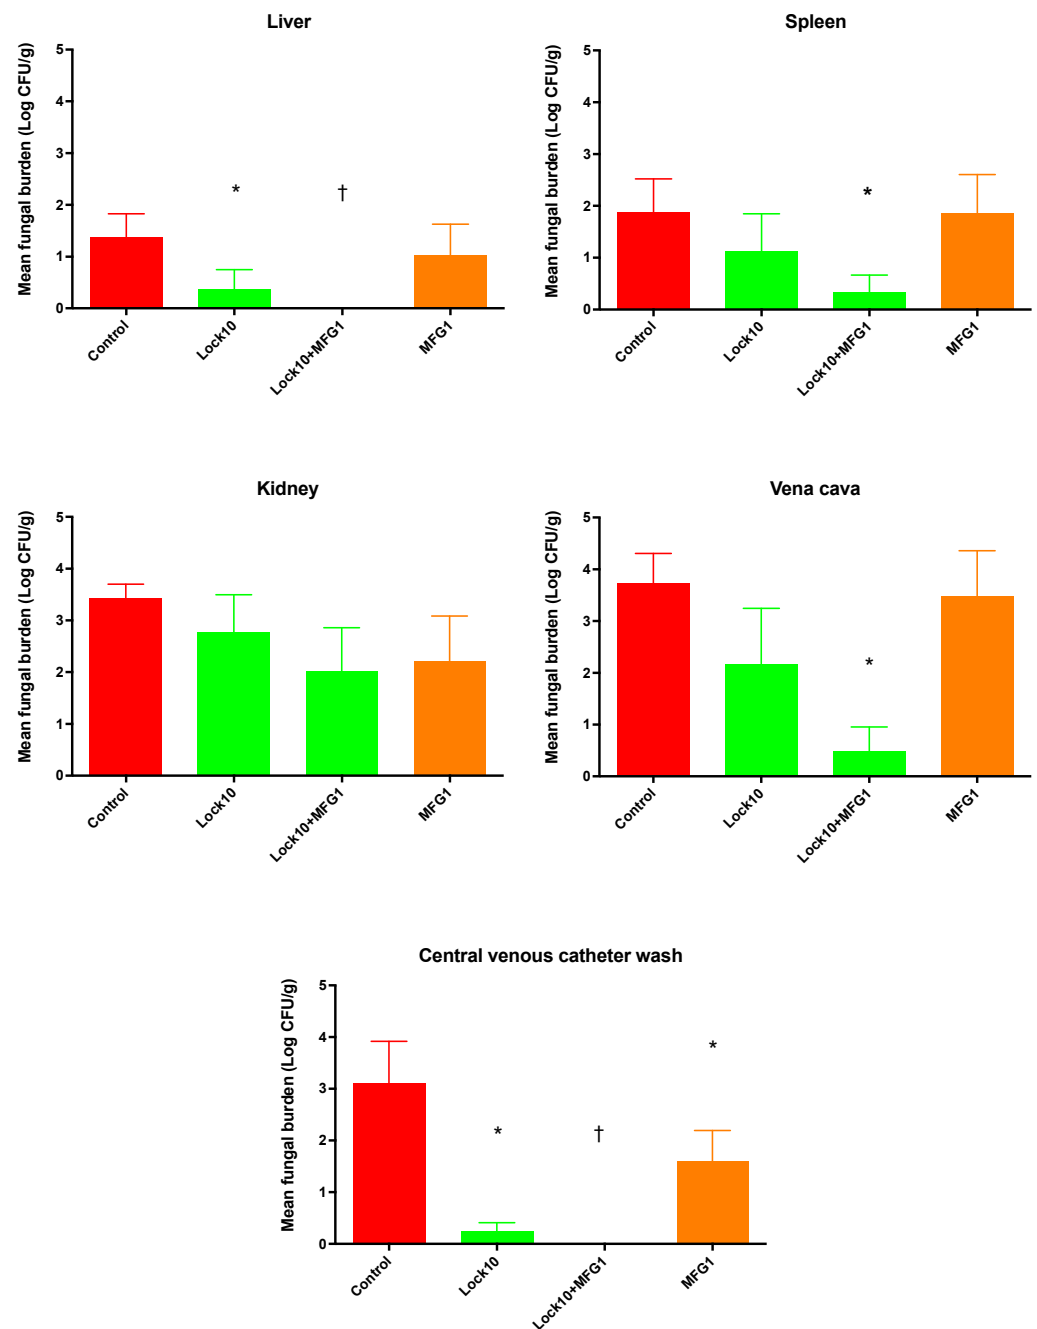 Liver
Mean fungal burden (Log CFU/g)
5
4
3
2
1
0
*
†
Control
Lock10
Lock10+MFG1
MFG1
Spleen
Mean fungal burden (Log CFU/g)
5
4
3
2
1
0
*
Control
Lock10
Lock10+MFG1
MFG1
Kidney
Mean fungal burden (Log CFU/g)
5
4
3
2
1
0
Control
Lock10
Lock10+MFG1
MFG1
Vena cava
Mean fungal burden (Log CFU/g)
5
4
3
2
1
0
*
Control
Lock10
Lock10+MFG1
MFG1
Central venous catheter wash
Mean fungal burden (Log CFU/g)
5
4
3
2
1
0
*
†
*
Control
Lock10
Lock10+MFG1
MFG1